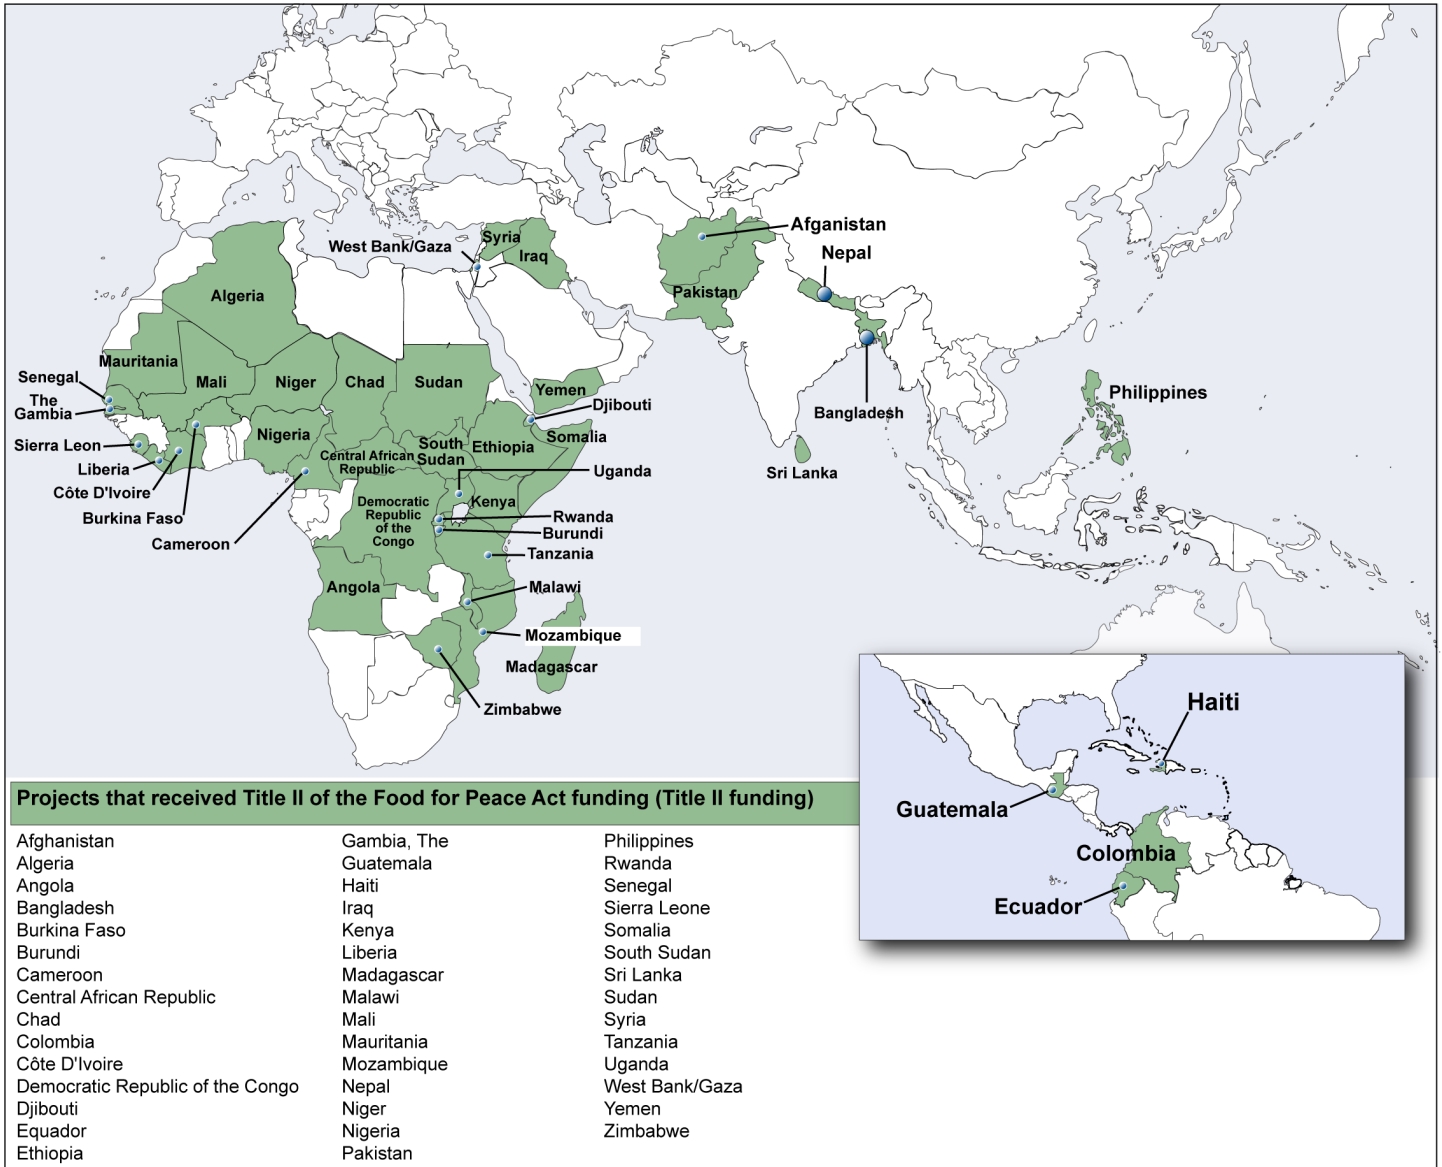 Afganistan
Nepal
West Bank/Gaza
Syria
Iraq
Algeria
Pakistan
Mauritania
Senegal
Mali
Niger
Chad
Sudan
Yemen
Philippines
The
Gambia
Djibouti
Bangladesh
Nigeria
Somalia
Sierra Leon
South
Sudan
Ethiopia
Central African
Republic
Liberia
Uganda
Sri Lanka
Côte D'Ivoire
Democratic
Republic
of the
Congo
Kenya
Burkina Faso
Rwanda
Burundi
Cameroon
Tanzania
Angola
Malawi
Mozambique
Madagascar
Zimbabwe
Haiti
Guatemala
Colombia
Ecuador
Projects that received Title II of the Food for Peace Act funding (Title II funding)
Afghanistan
Algeria
Angola
Bangladesh
Burkina Faso
Burundi
Cameroon
Central African Republic
Chad
Colombia
Côte D'Ivoire
Democratic Republic of the Congo
Djibouti
Equador
Ethiopia
Gambia, The
Guatemala
Haiti
Iraq
Kenya
Liberia
Madagascar
Malawi
Mali
Mauritania
Mozambique
Nepal
Niger
Nigeria
Pakistan
Philippines
Rwanda
Senegal
Sierra Leone
Somalia
South Sudan
Sri Lanka
Sudan
Syria
Tanzania
Uganda
West Bank/Gaza
Yemen
Zimbabwe